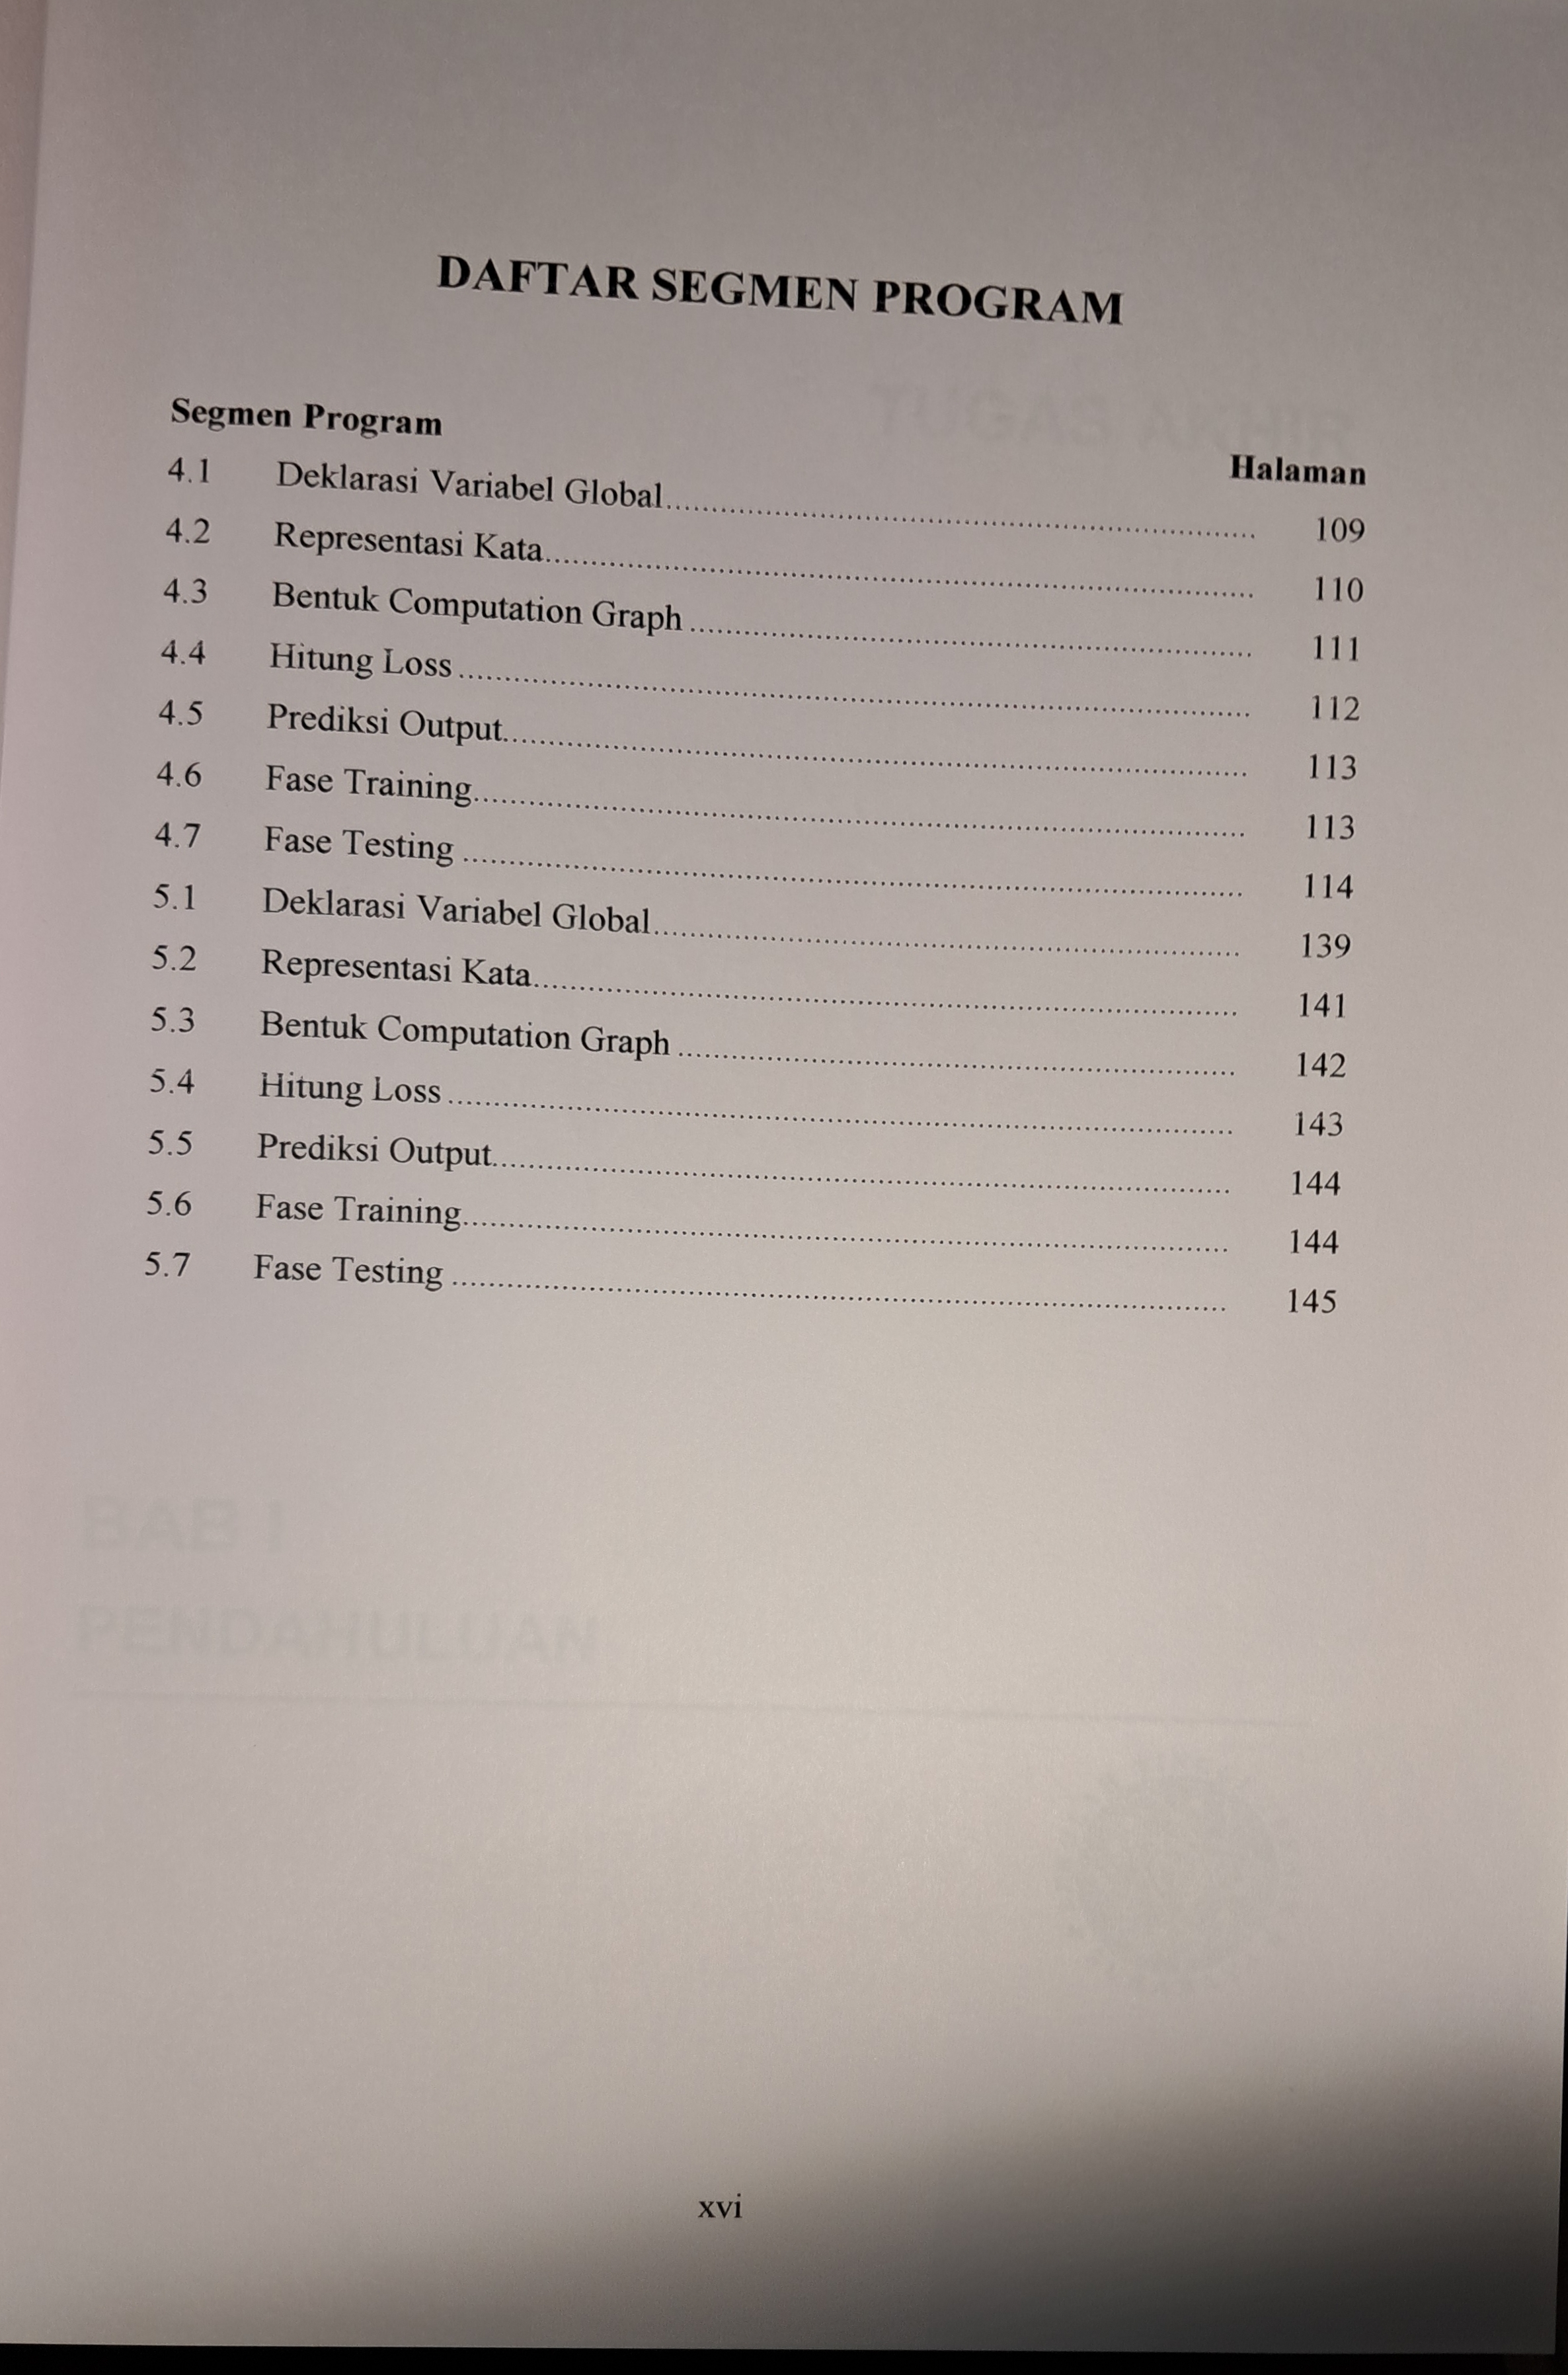 DAFTAR SEGMEN PROGRAM
TUGAS AKHIR
Segmen Program Halaman
4.1 Deklarasi Variabel Global 109
4.2 Representasi Kata 110
4.3 Bentuk Computation Graph 111
4.4 Hitung Loss 112
4.5 Prediksi Output 113
4.6 Fase Training 113
4.7 Fase Testing 114
5.1 Deklarasi Variabel Global 139
5.2 Representasi Kata 141
5.3 Bentuk Computation Graph 142
5.4 Hitung Loss 143
5.5 Prediksi Output 144
5.6 Fase Training 144
5.7 Fase Testing 145
BAB I
PENDAHULUAN
xvi